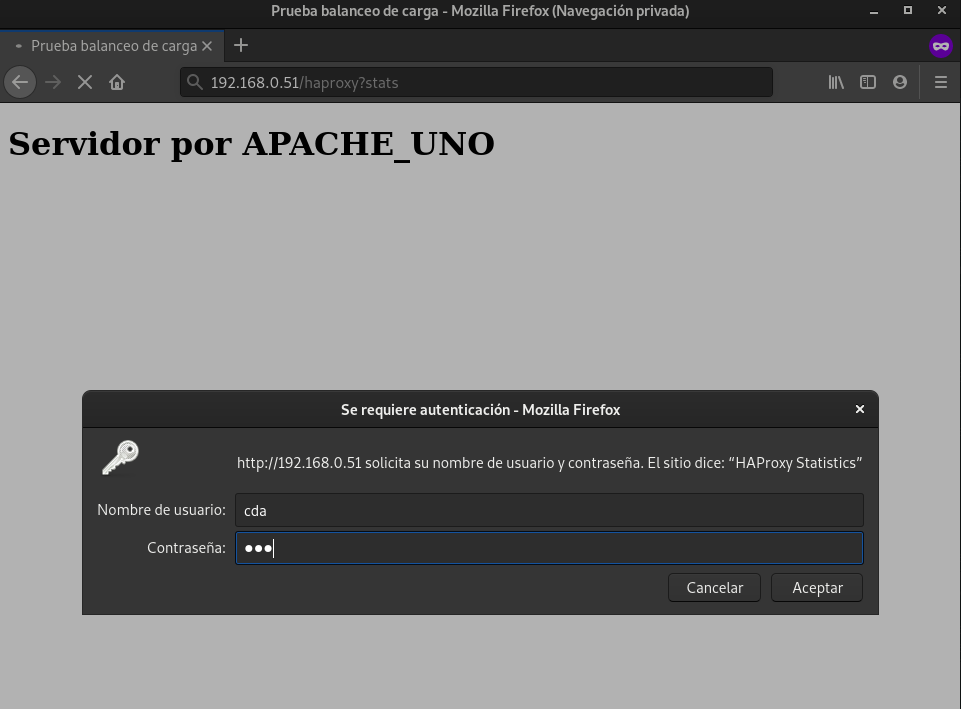 Prueba balanceo de carga - Mozilla Firefox (Navegación privada)
Prueba balanceo de carga
192.168.0.51/haproxy?stats
Servidor por APACHE_UNO
Se requiere autenticación - Mozilla Firefox
http://192.168.0.51 solicita su nombre de usuario y contraseña. El sitio dice: “HAProxy Statistics”
Nombre de usuario: cda
Contraseña: ●●●
Cancelar Aceptar